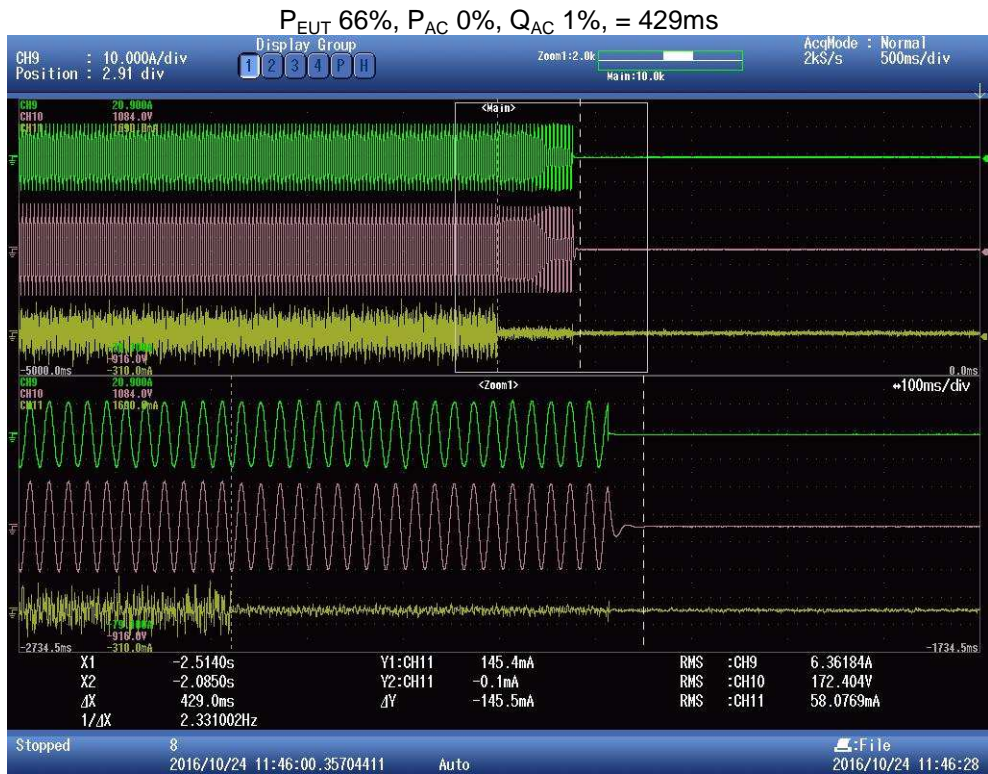 P_EUT 66%, P_AC 0%, Q_AC 1%, = 429ms
CH9 : 10.000A/div
Position : 2.91 div
Display Group
1 2 3 4 P H
Zoom1:2.0k
Main:10.0k
AcqMode : Normal
2kS/s 500ms/div
CH9 20.900A
CH10 1084.0V
CH11
<Main>
-916.0V
-5000.0ms -310.0mA 0.0ms
CH9 20.900A
CH10 1084.0V
CH11
<Zoom1>
↔100ms/div
-916.0V
-2734.5ms -310.0mA -1734.5ms
X1 -2.5140s Y1:CH11 145.4mA RMS :CH9 6.36184A
X2 -2.0850s Y2:CH11 -0.1mA RMS :CH10 172.404V
ΔX 429.0ms ΔY -145.5mA RMS :CH11 58.0769mA
1/ΔX 2.331002Hz
Stopped 8 :File
2016/10/24 11:46:00.35704411 Auto 2016/10/24 11:46:28